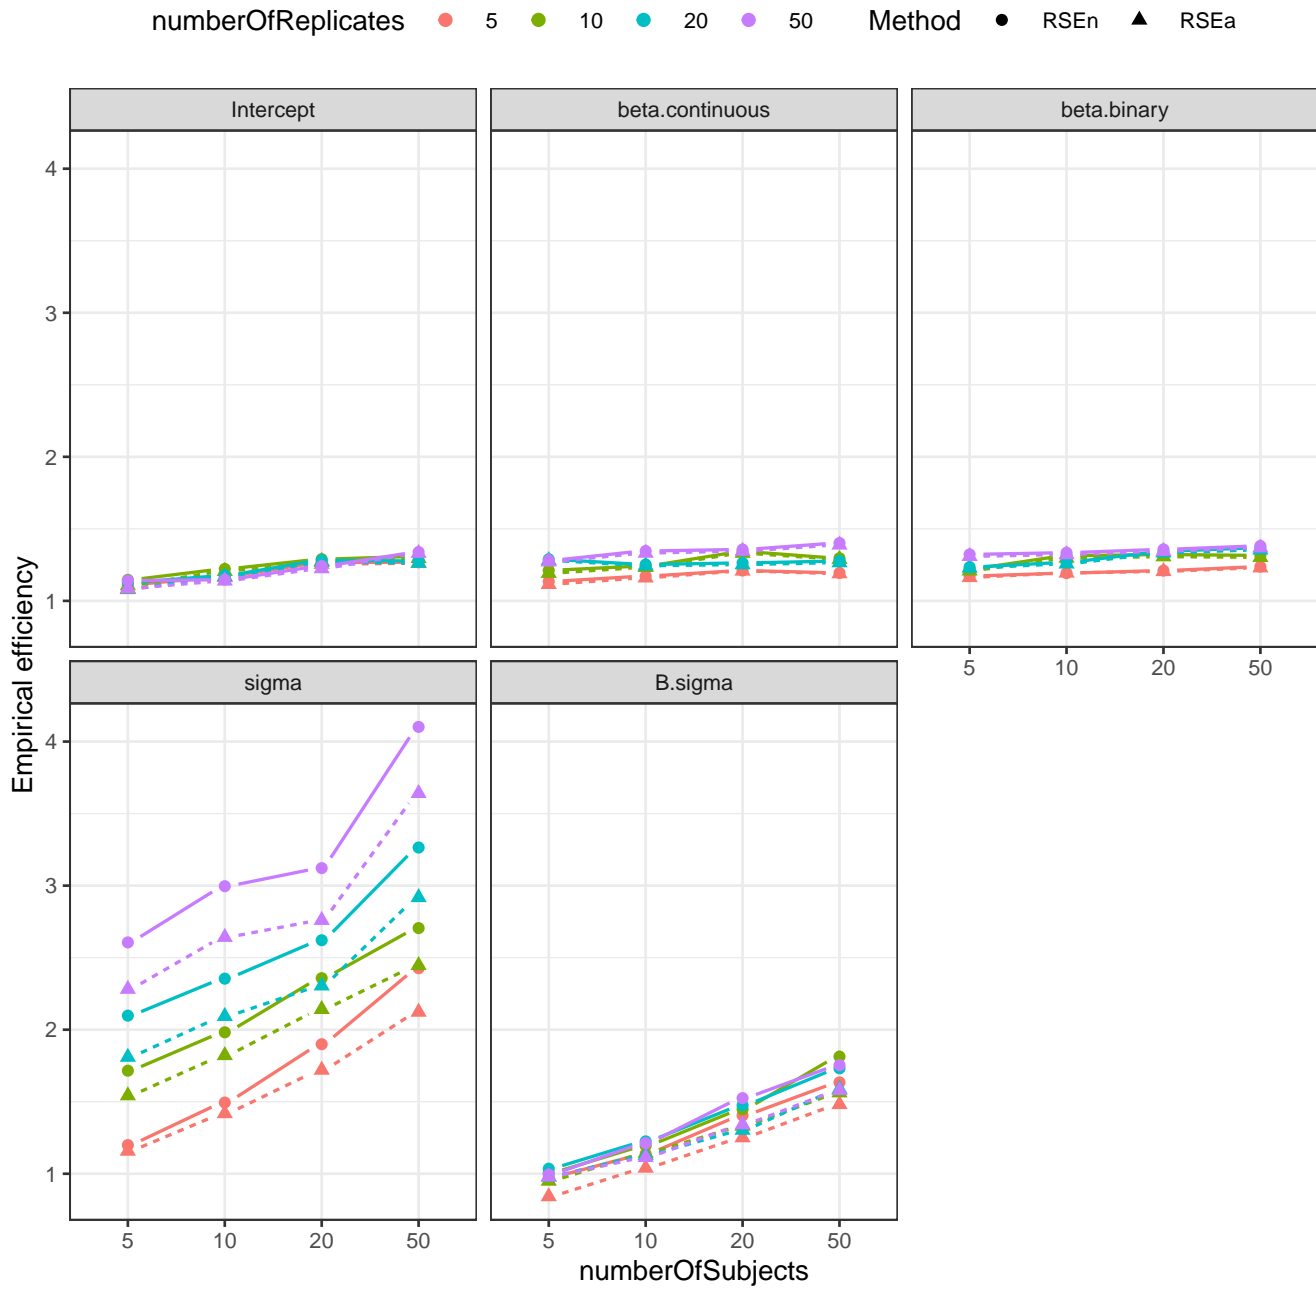 numberOfReplicates 5 10 20 50 Method RSEn RSEa
Intercept beta.continuous beta.binary
4
3
2
1
5 10 20 50
sigma B.sigma
4
3
2
1
5 10 20 50 5 10 20 50
Empirical efficiency
numberOfSubjects